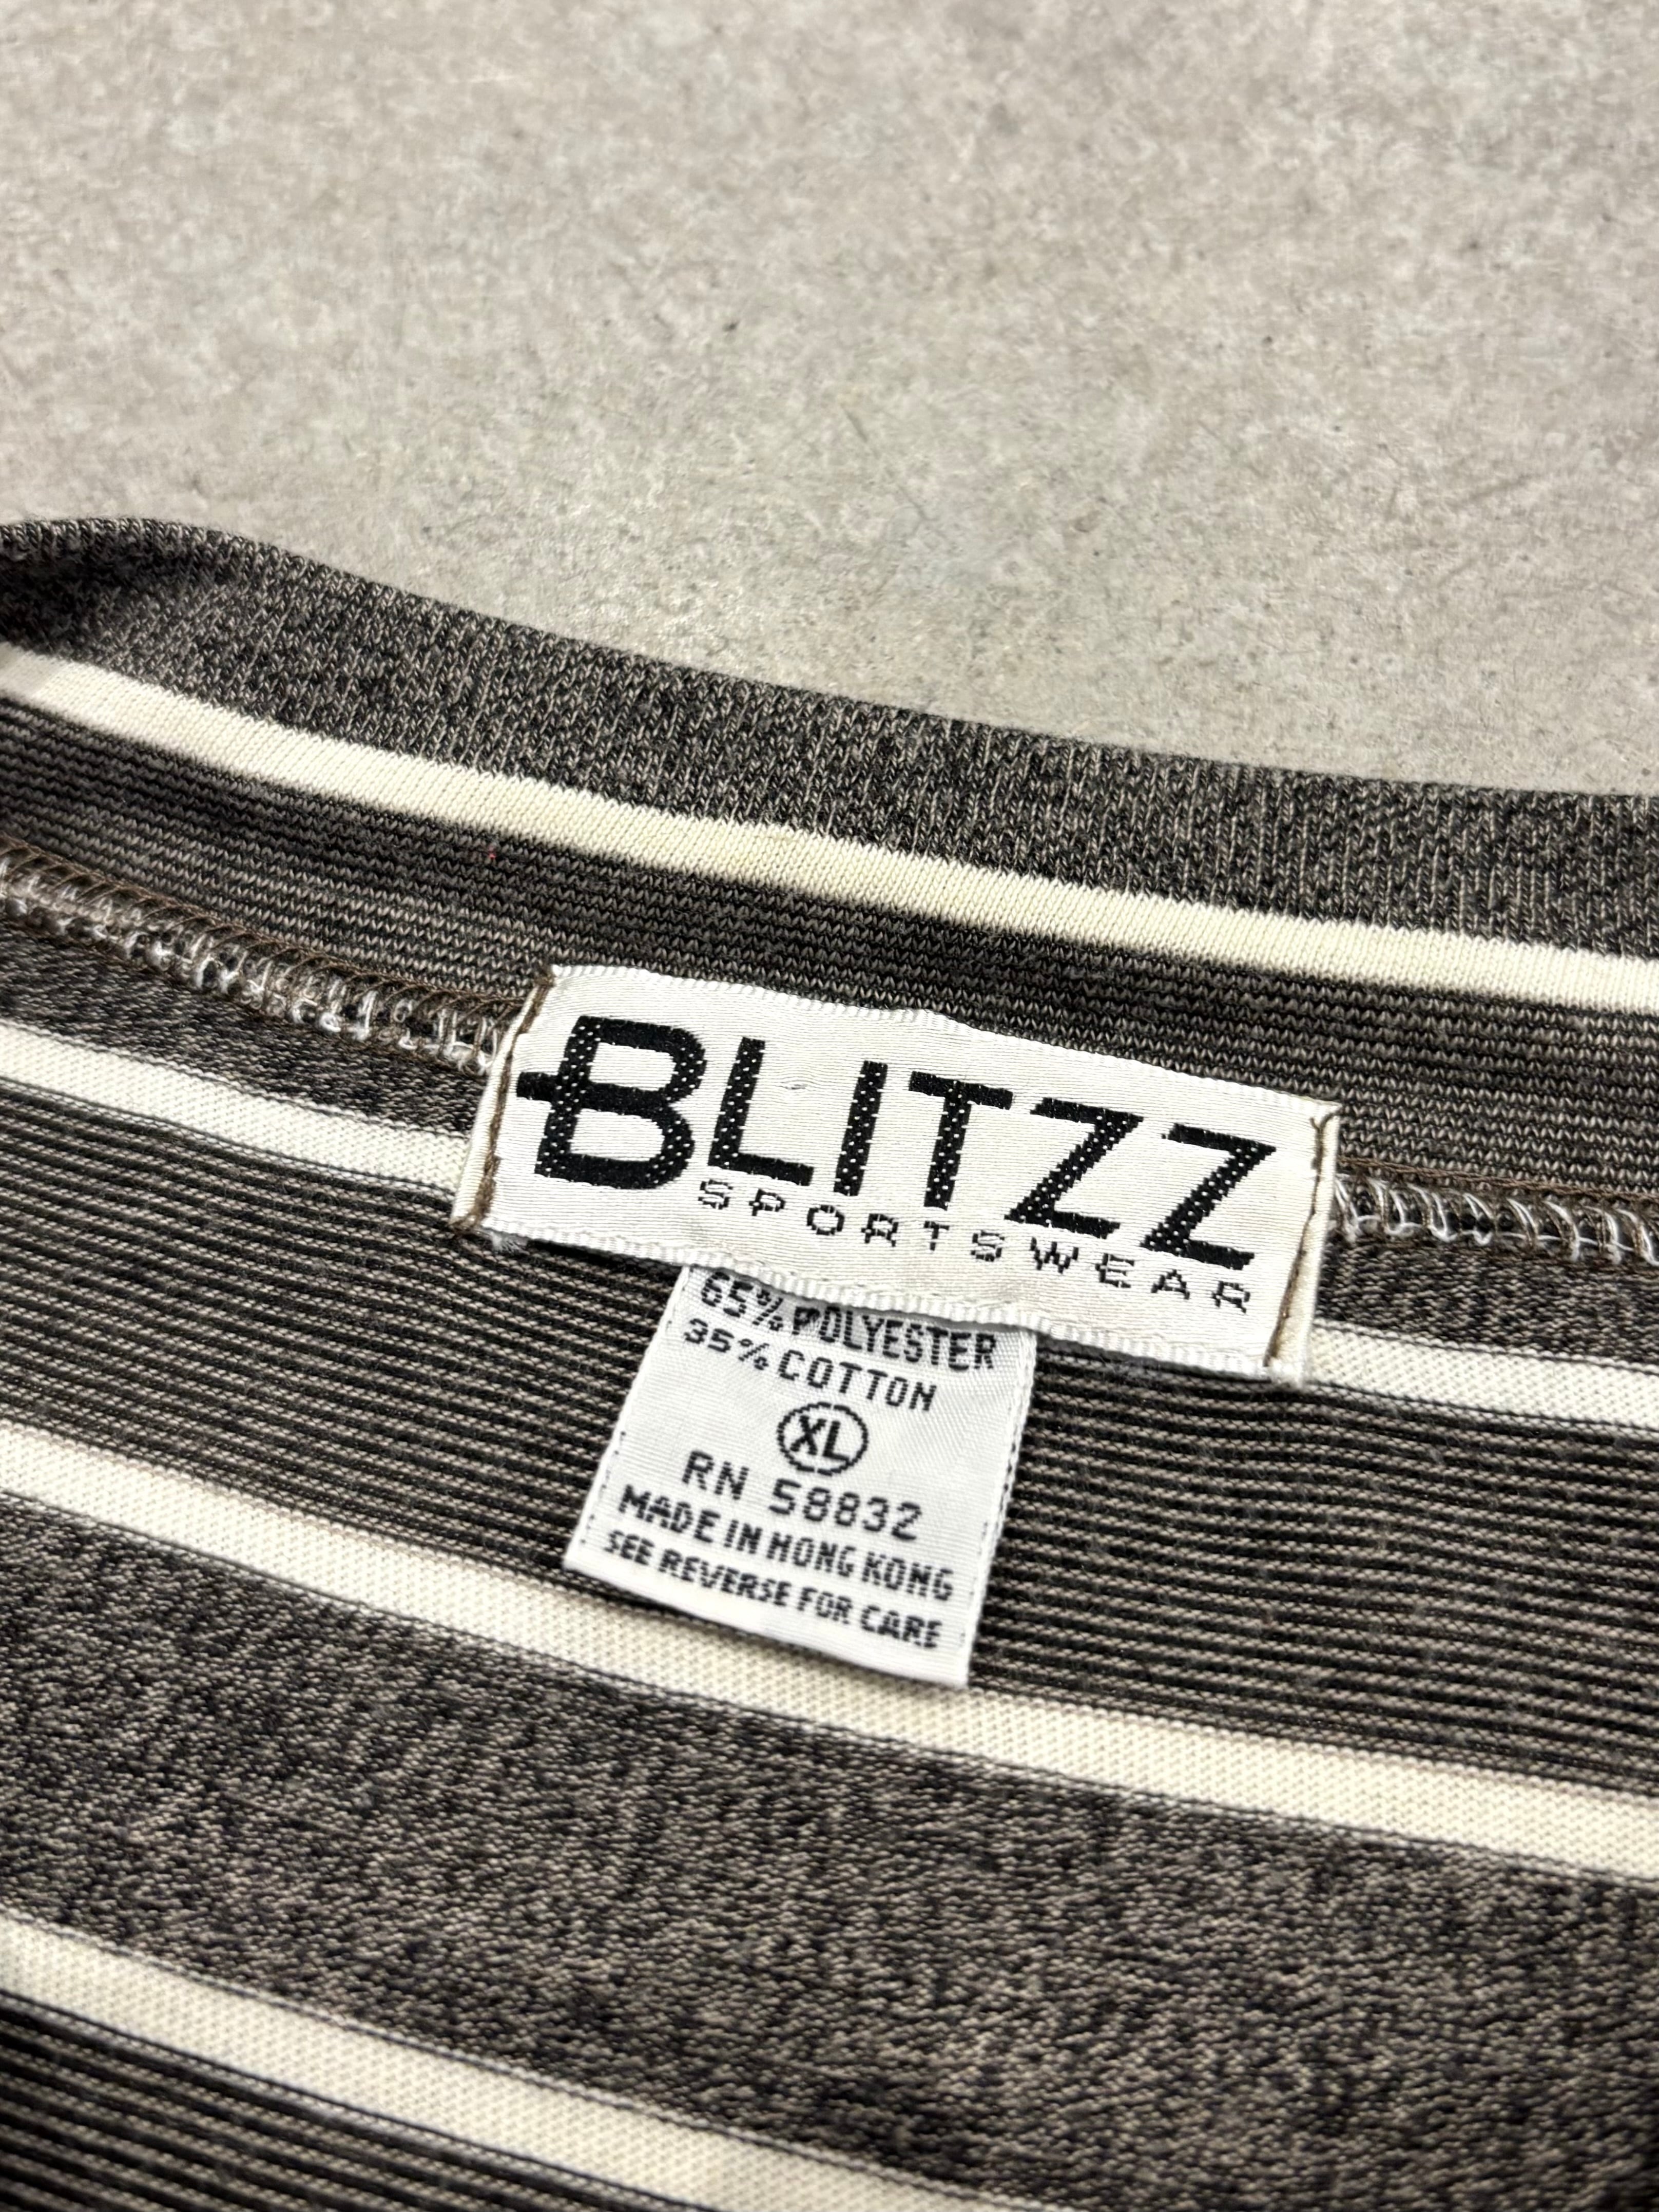 BLITZZ
SPORTSWEAR
65% POLYESTER
35% COTTON
XL
RN 58832
MADE IN HONG KONG
SEE REVERSE FOR CARE